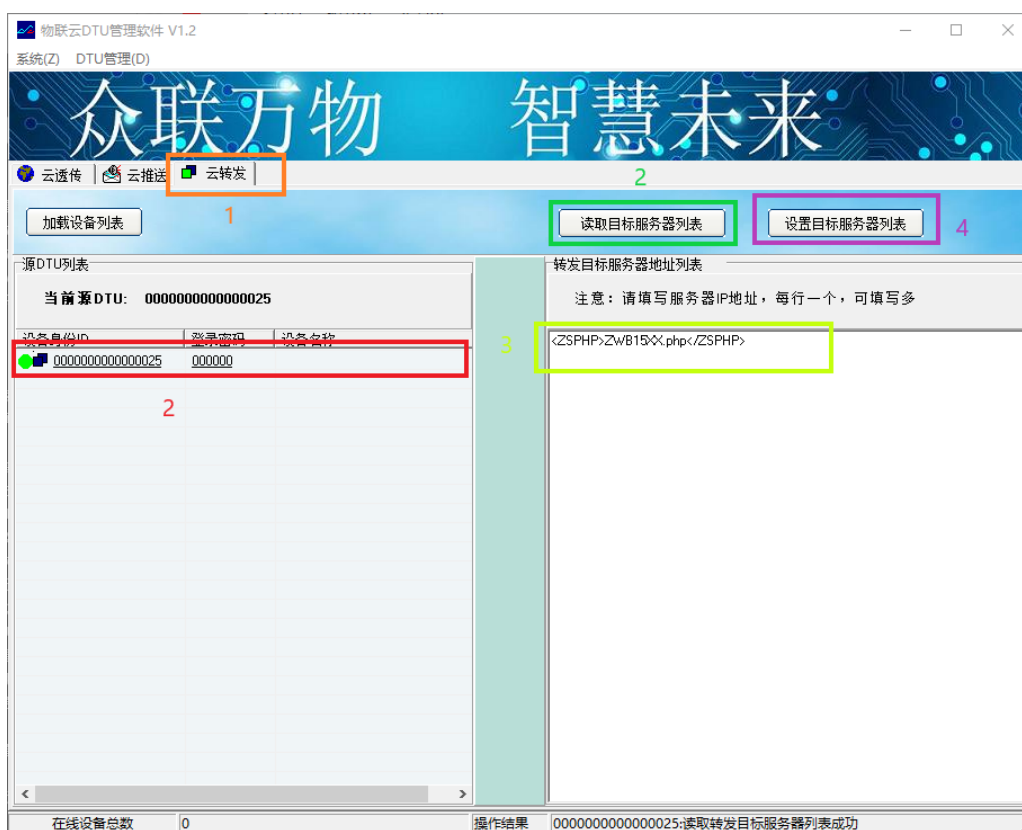 物联云DTU管理软件 V1.2
系统(Z) DTU管理(D)
众联万物 智慧未来
云透传 云推送 云转发
1
2
加载设备列表 读取目标服务器列表 设置目标服务器列表 4
源DTU列表
转发目标服务器地址列表
当前源DTU: 0000000000000025
注意：请填写服务器IP地址，每行一个，可填写多
设备身份ID 登录密码 设备名称
0000000000000025 000000
2
3
<ZSPHP>ZWB15XX.php</ZSPHP>
在线设备总数 0 操作结果 0000000000000025:读取转发目标服务器列表成功